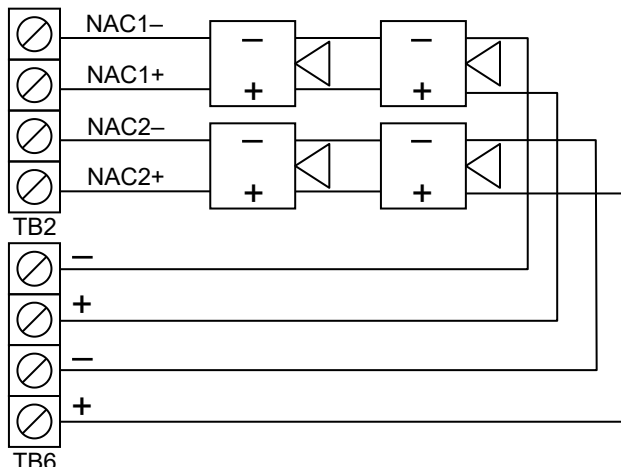 NAC1–
NAC1+
NAC2–
NAC2+
– –
+ +
– –
+ +
TB2
–
+
–
+
TB6